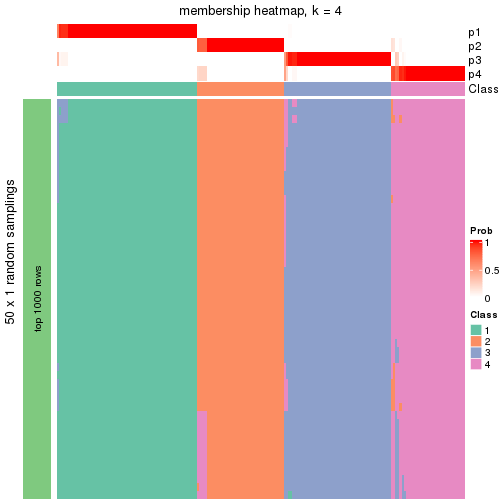 membership heatmap, k = 4
p1
p2
p3
p4
Class
50 x 1 random samplings
top 1000 rows
Prob
1
0.5
0
Class
1
2
3
4